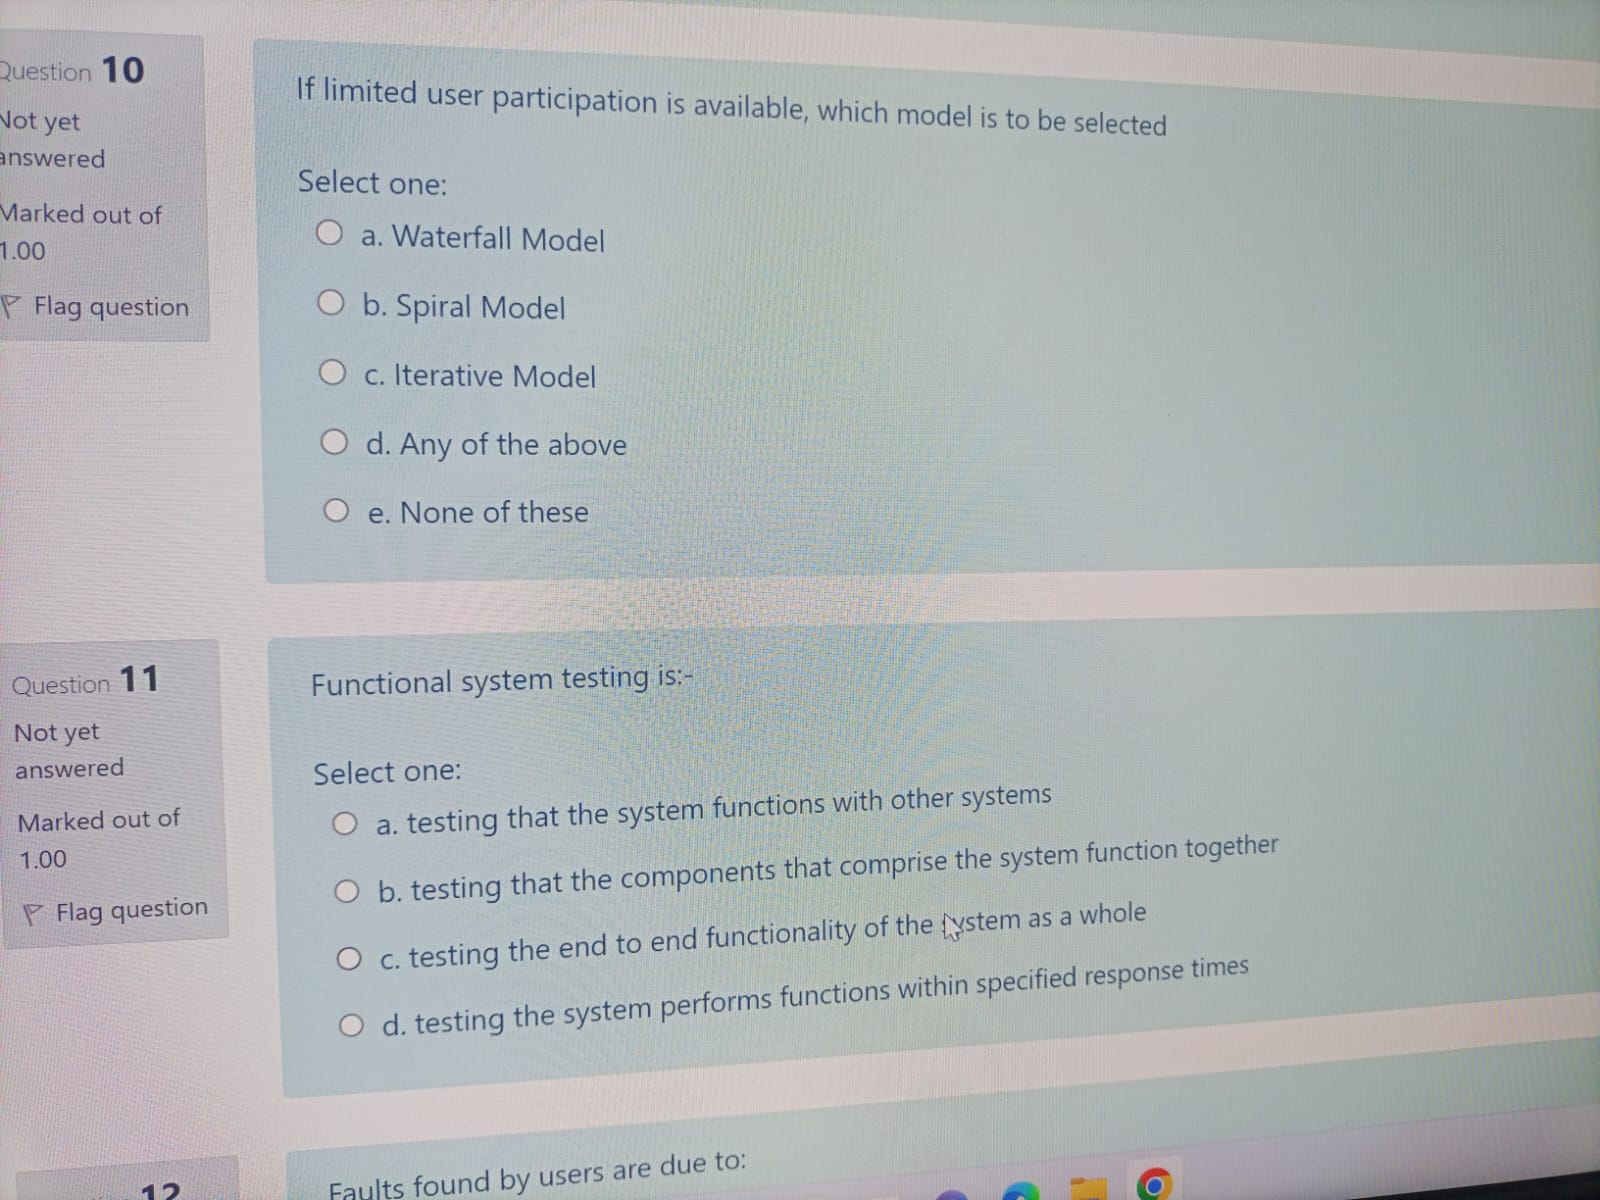 Question 10
Not yet
answered
Marked out of
1.00
Flag question
If limited user participation is available, which model is to be selected
Select one:
a. Waterfall Model
b. Spiral Model
c. Iterative Model
d. Any of the above
e. None of these
Question 11
Not yet
answered
Marked out of
1.00
Flag question
Functional system testing is:-
Select one:
a. testing that the system functions with other systems
b. testing that the components that comprise the system function together
c. testing the end to end functionality of the system as a whole
d. testing the system performs functions within specified response times
12
Faults found by users are due to: